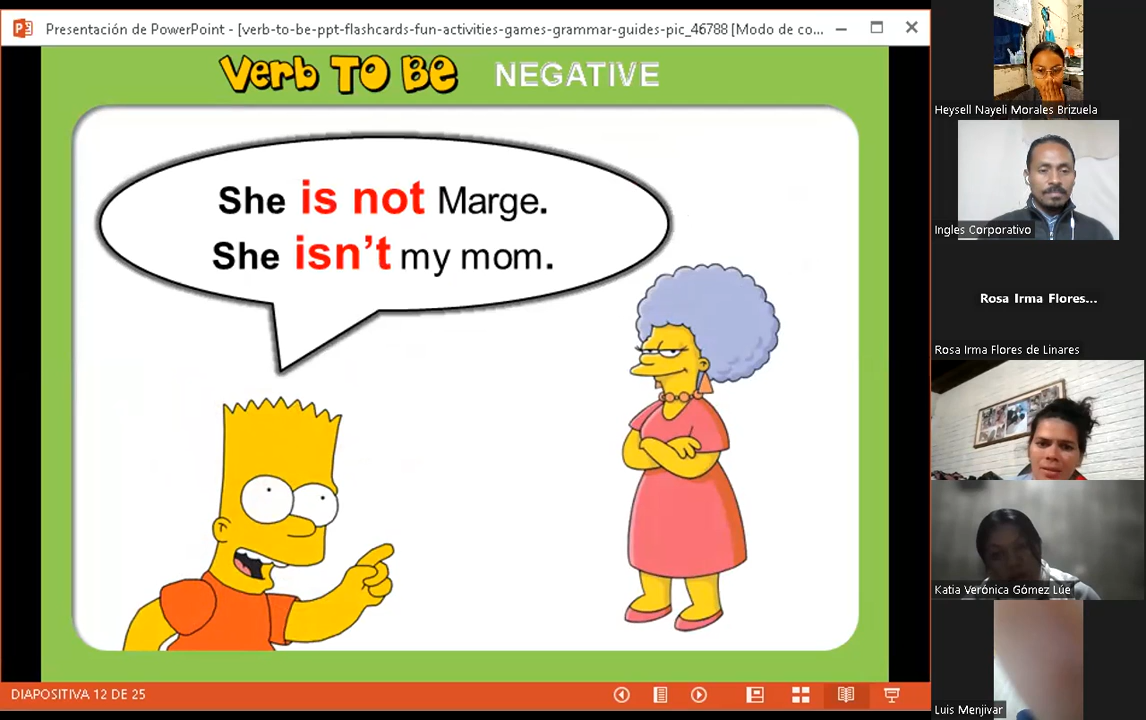 Presentación de PowerPoint - [verb-to-be-ppt-flashcards-fun-activities-games-grammar-guides-pic_46788 [Modo de co...
Verb TO BE NEGATIVE
She is not Marge.
She isn't my mom.
DIAPOSITIVA 12 DE 25
Heysell Nayeli Morales Brizuela
Ingles Corporativo
Rosa Irma Flores...
Rosa Irma Flores de Linares
Katia Verónica Gómez Lúe
Luis Menjivar